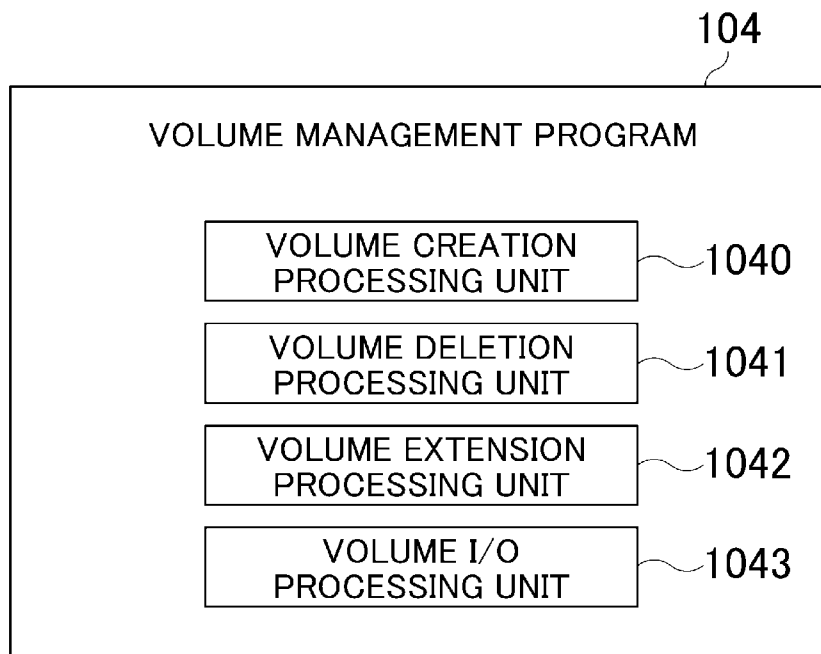 104
VOLUME MANAGEMENT PROGRAM
VOLUME CREATION
PROCESSING UNIT
1040
VOLUME DELETION
PROCESSING UNIT
1041
VOLUME EXTENSION
PROCESSING UNIT
1042
VOLUME I/O
PROCESSING UNIT
1043